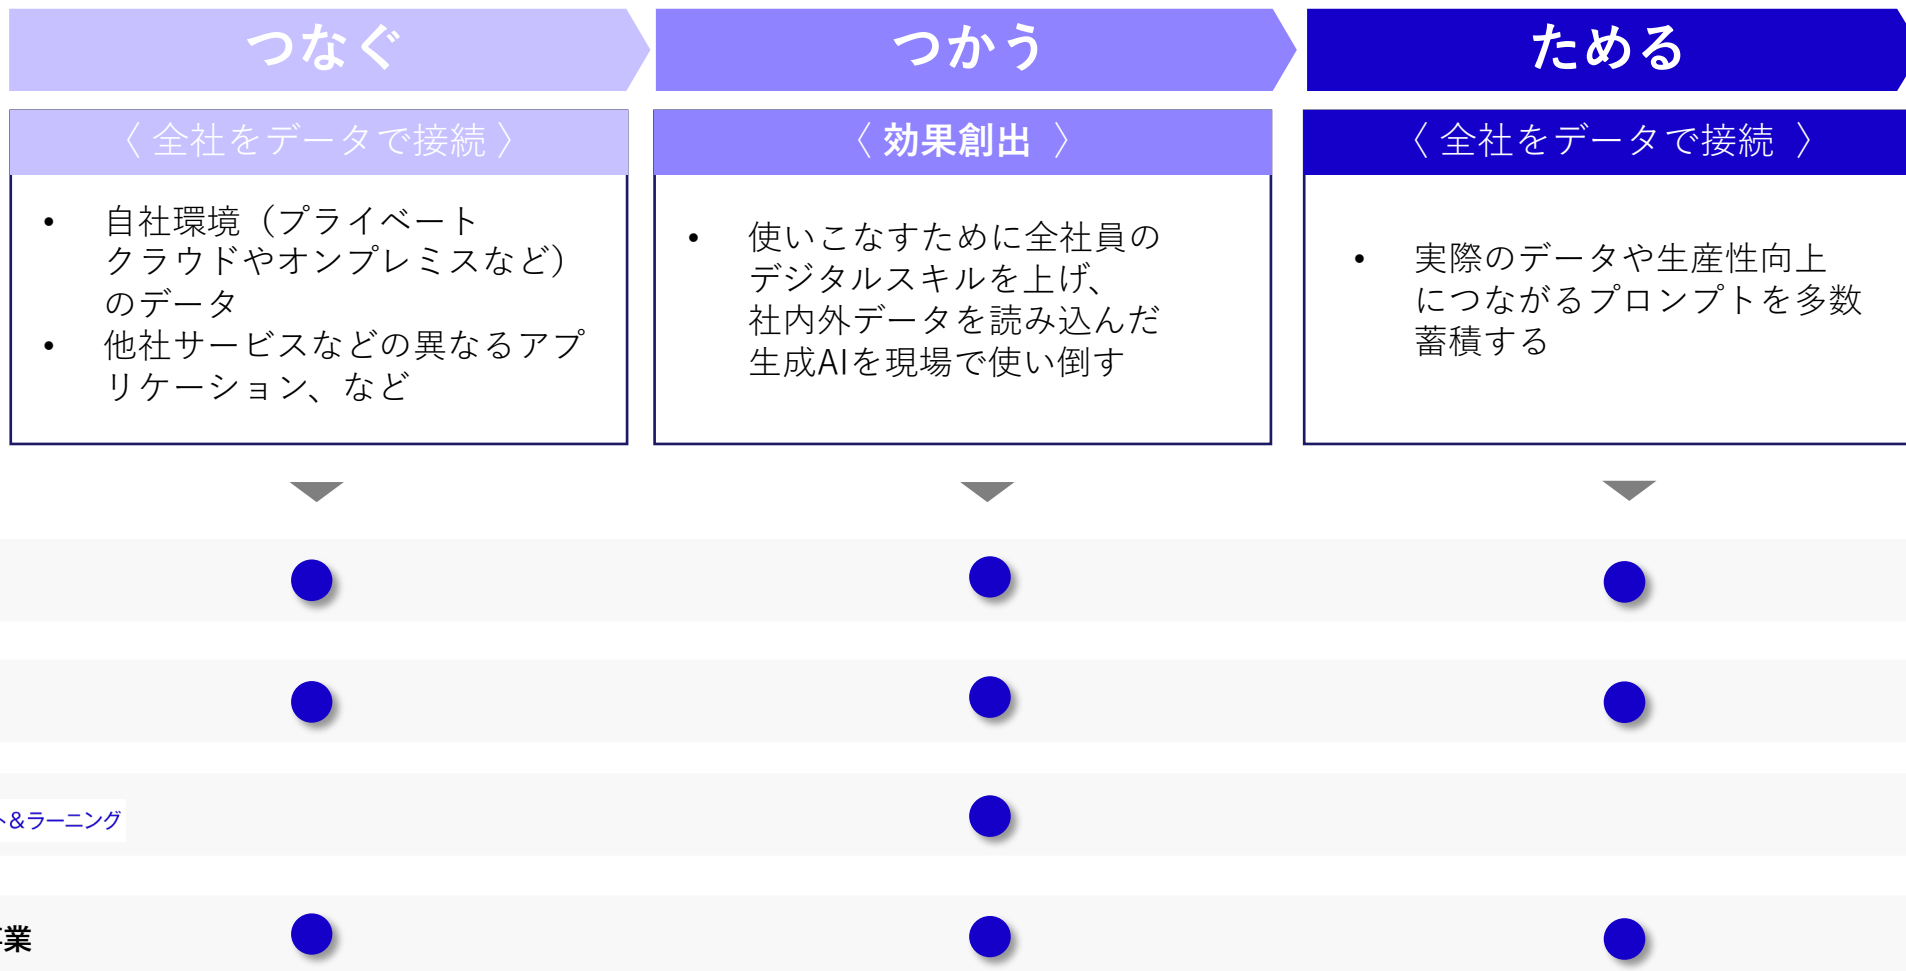 つなぐ
つかう
ためる
〈 全社をデータで接続 〉
〈 効果創出 〉
〈 全社をデータで接続 〉
• 自社環境（プライベート
クラウドやオンプレミスなど）
のデータ
• 他社サービスなどの異なるアプ
リケーション、など
• 使いこなすために全社員の
デジタルスキルを上げ、
社内外データを読み込んだ
生成AIを現場で使い倒す
• 実際のデータや生産性向上
につながるプロンプトを多数
蓄積する
ト&ラーニング
業